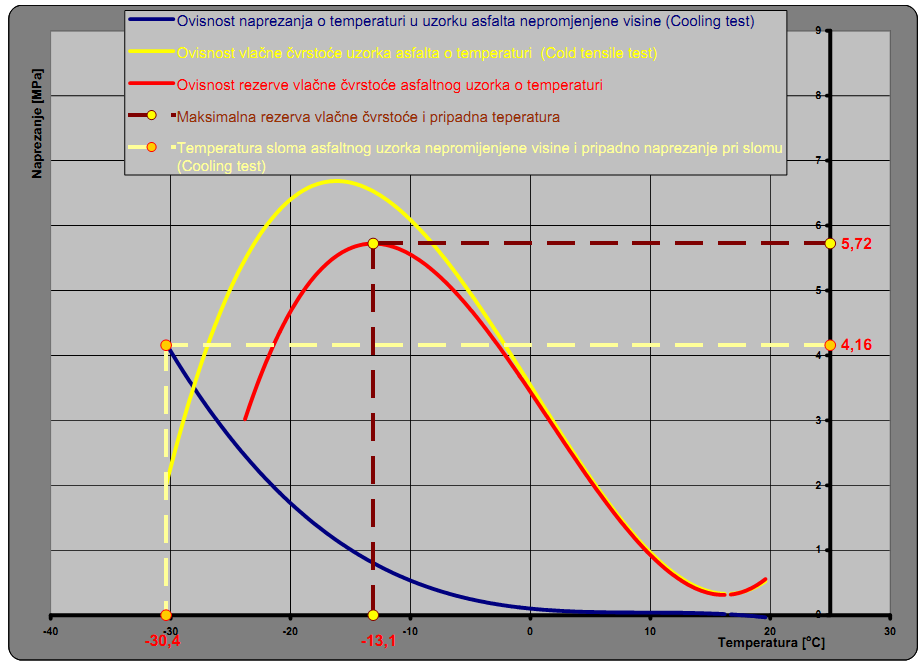 Ovisnost naprezanja o temperaturi u uzorku asfalta nepromjenjene visine (Cooling test)
Ovisnost vlačne čvrstoće uzorka asfalta o temperaturi (Cold tensile test)
Ovisnost rezerve vlačne čvrstoće asfaltnog uzorka o temperaturi
Maksimalna rezerva vlačne čvrstoće i pripadna teperatura
Temperatura sloma asfaltnog uzorka nepromijenjene visine i pripadno naprezanje pri slomu
(Cooling test)
Naprezanje [MPa]
9
8
7
6
5,72
5
4,16
4
3
2
1
0
-40
-30
-20
-10
0
10
20
30
-30,4
-13,1
Temperatura [°C]